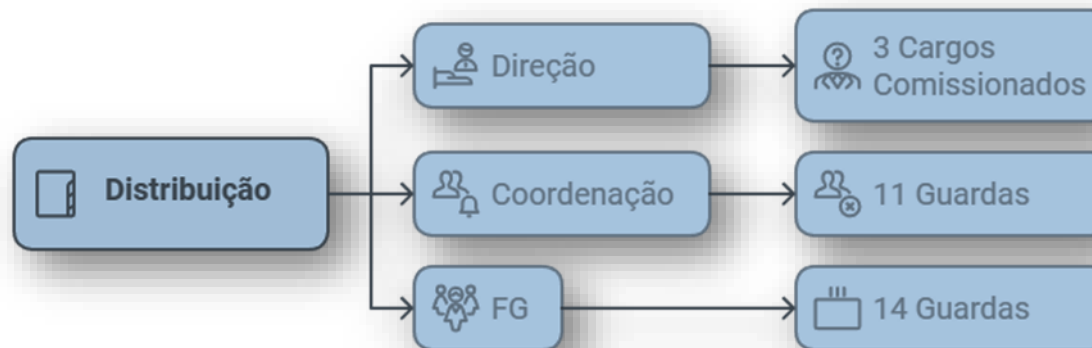 Distribuição
Direção
3 Cargos
Comissionados
Coordenação
11 Guardas
FG
14 Guardas